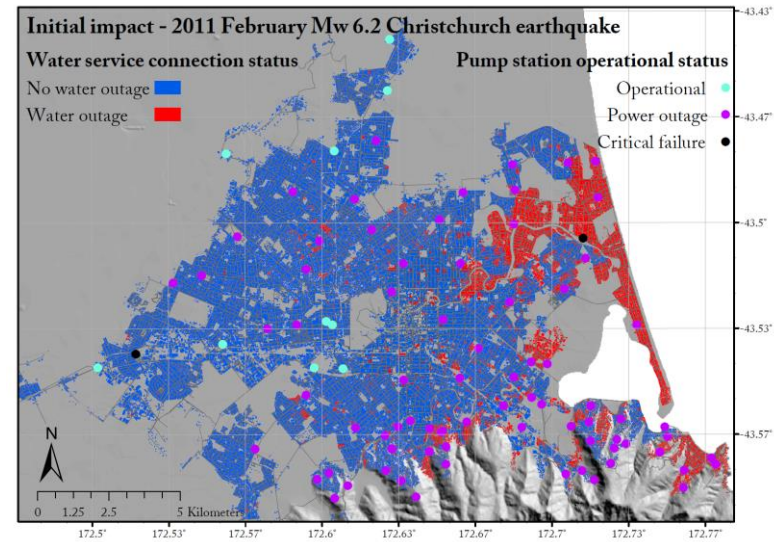 Initial impact - 2011 February Mw 6.2 Christchurch earthquake
Water service connection status
No water outage
Water outage
Pump station operational status
Operational
Power outage
Critical failure
-43.43
-43.47
-43.5
-43.53
-43.57
N
0 1.25 2.5 5 Kilometers
172.5 172.53 172.57 172.6 172.63 172.67 172.7 172.73 172.77